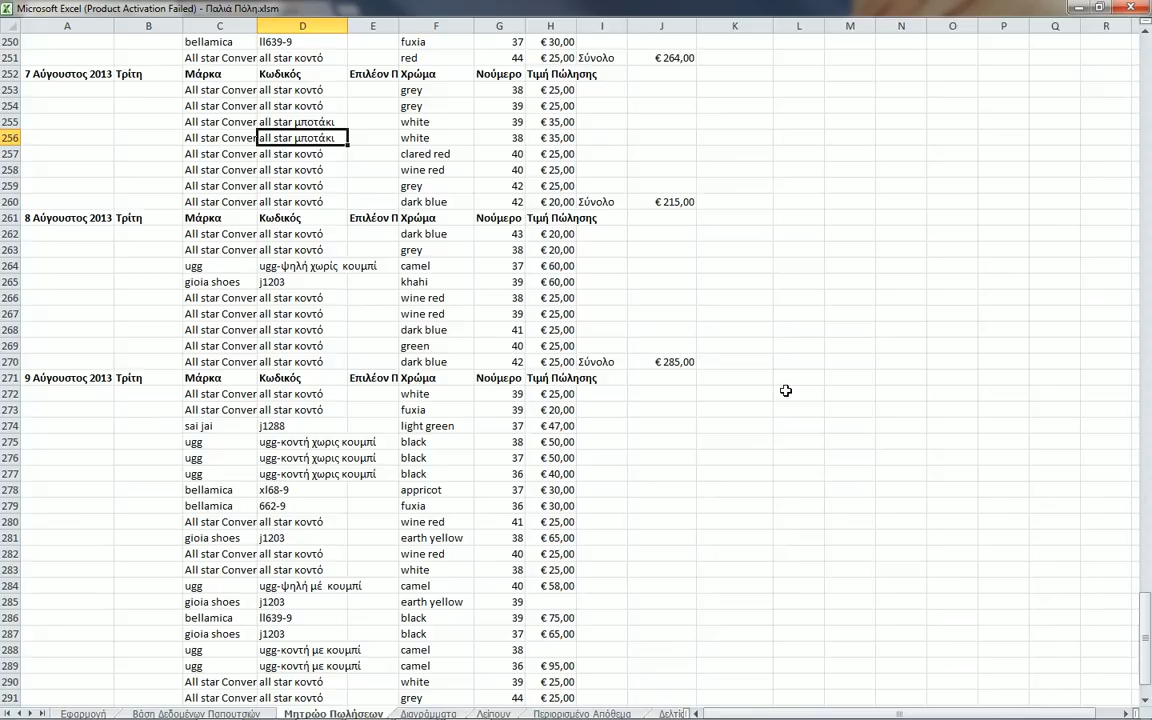 Microsoft Excel (Product Activation Failed) - Παλιά Πόλη.xlsm
A B C D E F G H I J K L M N O P Q R
250 bellamica ll639-9 fuxia 37 € 30,00
251 All star Conver all star κοντό red 44 € 25,00 Σύνολο € 264,00
252 7 Αύγουστος 2013 Τρίτη Μάρκα Κωδικός Επιλέον Π Χρώμα Νούμερο Τιμή Πώλησης
253 All star Conver all star κοντό grey 38 € 25,00
254 All star Conver all star κοντό grey 39 € 25,00
255 All star Conver all star μποτάκι white 39 € 35,00
256 All star Conver all star μποτάκι white 38 € 35,00
257 All star Conver all star κοντό clared red 40 € 25,00
258 All star Conver all star κοντό wine red 40 € 25,00
259 All star Conver all star κοντό grey 42 € 25,00
260 All star Conver all star κοντό dark blue 42 € 20,00 Σύνολο € 215,00
261 8 Αύγουστος 2013 Τρίτη Μάρκα Κωδικός Επιλέον Π Χρώμα Νούμερο Τιμή Πώλησης
262 All star Conver all star κοντό dark blue 43 € 20,00
263 All star Conver all star κοντό grey 38 € 20,00
264 ugg ugg-ψηλή χωρίς κουμπί camel 37 € 60,00
265 gioia shoes j1203 khahi 39 € 60,00
266 All star Conver all star κοντό wine red 38 € 25,00
267 All star Conver all star κοντό wine red 39 € 25,00
268 All star Conver all star κοντό dark blue 41 € 25,00
269 All star Conver all star κοντό green 40 € 25,00
270 All star Conver all star κοντό dark blue 42 € 25,00 Σύνολο € 285,00
271 9 Αύγουστος 2013 Τρίτη Μάρκα Κωδικός Επιλέον Π Χρώμα Νούμερο Τιμή Πώλησης
272 All star Conver all star κοντό white 39 € 25,00
273 All star Conver all star κοντό fuxia 39 € 20,00
274 sai jai j1288 light green 37 € 47,00
275 ugg ugg-κοντή χωρις κουμπί black 38 € 50,00
276 ugg ugg-κοντή χωρις κουμπί black 37 € 50,00
277 ugg ugg-κοντή χωρις κουμπί black 36 € 40,00
278 bellamica xl68-9 appricot 37 € 30,00
279 bellamica 662-9 fuxia 36 € 30,00
280 All star Conver all star κοντό wine red 41 € 25,00
281 gioia shoes j1203 earth yellow 38 € 65,00
282 All star Conver all star κοντό wine red 40 € 25,00
283 All star Conver all star κοντό white 38 € 25,00
284 ugg ugg-ψηλή μέ κουμπί camel 40 € 58,00
285 gioia shoes j1203 earth yellow 39
286 bellamica ll639-9 black 39 € 75,00
287 gioia shoes j1203 black 37 € 65,00
288 ugg ugg-κοντή με κουμπί camel 38
289 ugg ugg-κοντή με κουμπί camel 39 € 95,00
290 All star Conver all star κοντό white 39 € 25,00
291 All star Conver all star κοντό grey 44 € 25,00
Εφαρμογή Βάση Δεδομένων Παπουτσιών Μητρώο Πωλήσεων Διαγράμματα Λείπουν Περιορισμένο Απόθεμα Δελτίο